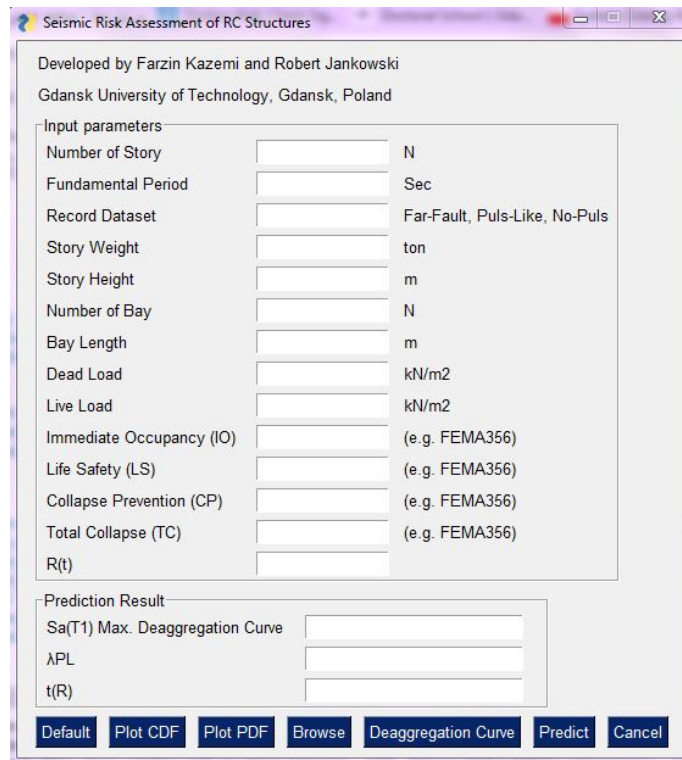 Seismic Risk Assessment of RC Structures
Developed by Farzin Kazemi and Robert Jankowski
Gdansk University of Technology, Gdansk, Poland
Input parameters
Number of Story N
Fundamental Period Sec
Record Dataset Far-Fault, Puls-Like, No-Puls
Story Weight ton
Story Height m
Number of Bay N
Bay Length m
Dead Load kN/m2
Live Load kN/m2
Immediate Occupancy (IO) (e.g. FEMA356)
Life Safety (LS) (e.g. FEMA356)
Collapse Prevention (CP) (e.g. FEMA356)
Total Collapse (TC) (e.g. FEMA356)
R(t)
Prediction Result
Sa(T1) Max. Deaggregation Curve
λPL
t(R)
Default Plot CDF Plot PDF Browse Deaggregation Curve Predict Cancel